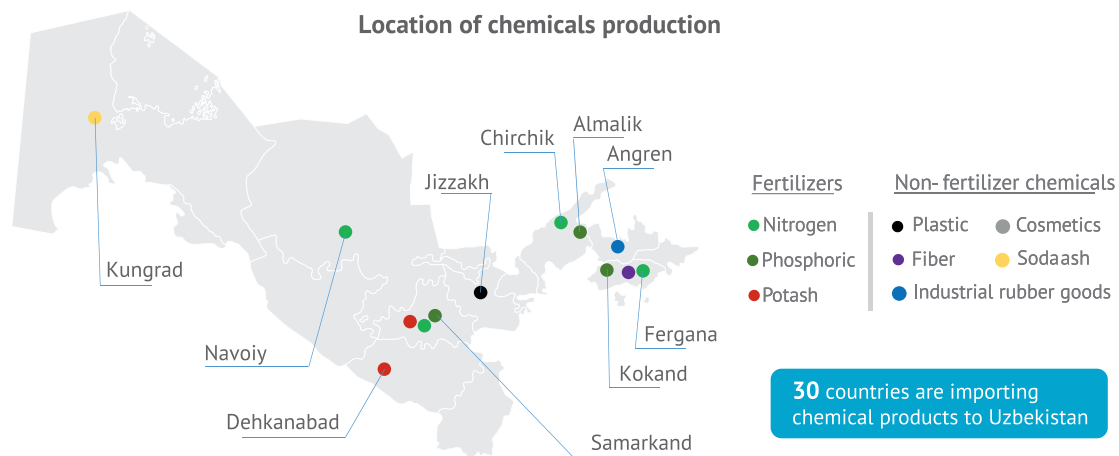 Location of chemicals production
Almalik
Chirchik
Angren
Jizzakh
Kungrad
Navoiy
Fergana
Kokand
Dehkanabad
Samarkand
Fertilizers
Nitrogen
Phosphoric
Potash
Non- fertilizer chemicals
Plastic
Cosmetics
Fiber
Sodaash
Industrial rubber goods
30 countries are importing
chemical products to Uzbekistan